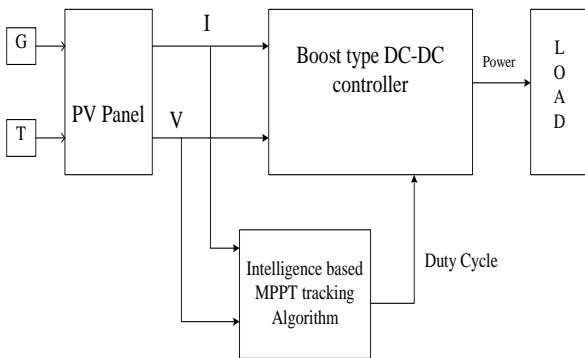 G
T
PV Panel
I
V
Boost type DC-DC
controller
Power
L
O
A
D
Intelligence based
MPPT tracking
Algorithm
Duty Cycle